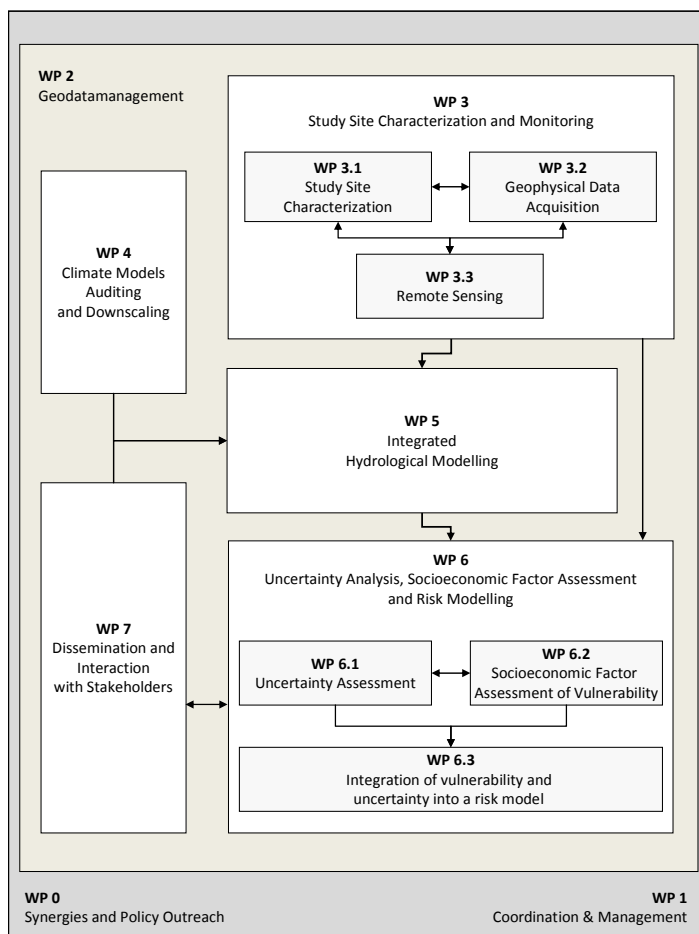 WP 2
Geodatamanagement
WP 3
Study Site Characterization and Monitoring
WP 3.1
Study Site
Characterization
WP 3.2
Geophysical Data
Acquisition
WP 3.3
Remote Sensing
WP 4
Climate Models
Auditing
and Downscaling
WP 5
Integrated
Hydrological Modelling
WP 6
Uncertainty Analysis, Socioeconomic Factor Assessment
and Risk Modelling
WP 7
Dissemination and
Interaction
with Stakeholders
WP 6.1
Uncertainty Assessment
WP 6.2
Socioeconomic Factor
Assessment of Vulnerability
WP 6.3
Integration of vulnerability and
uncertainty into a risk model
WP 0
Synergies and Policy Outreach
WP 1
Coordination & Management